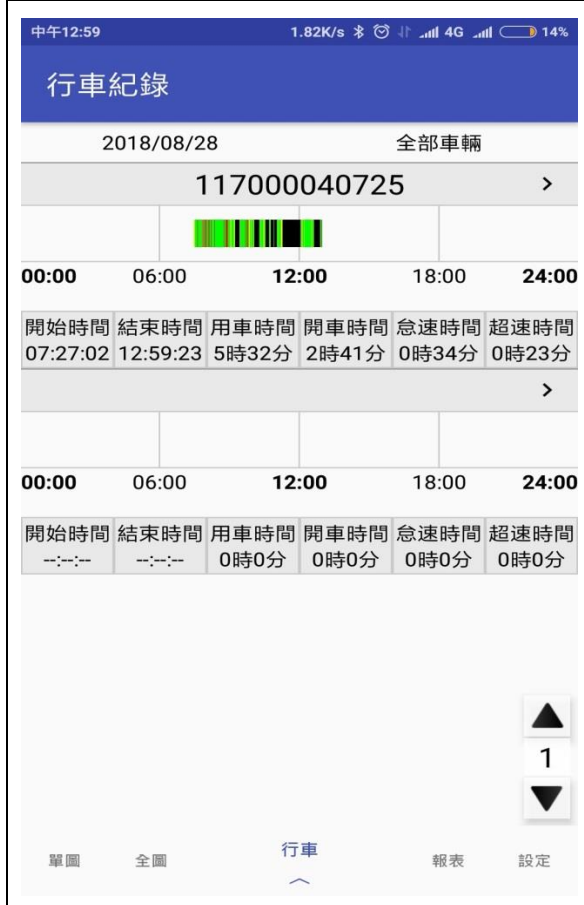 中午12:59 1.82K/s 4G 14%
行車紀錄
2018/08/28 全部車輛
117000040725 >
00:00 06:00 12:00 18:00 24:00
開始時間 結束時間 用車時間 開車時間 怠速時間 超速時間
07:27:02 12:59:23 5時32分 2時41分 0時34分 0時23分
>
00:00 06:00 12:00 18:00 24:00
開始時間 結束時間 用車時間 開車時間 怠速時間 超速時間
--:--:-- --:--:-- 0時0分 0時0分 0時0分 0時0分
1
單圖 全圖 行車 報表 設定